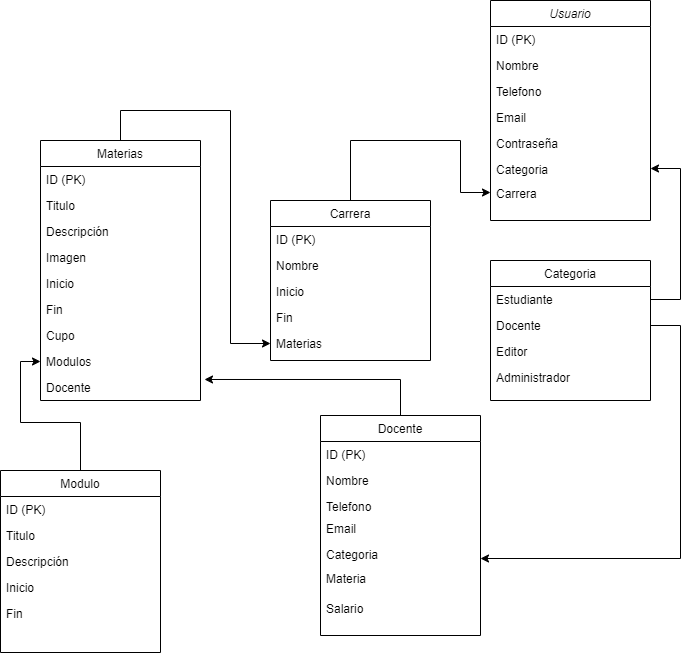 Usuario
ID (PK)
Nombre
Telefono
Email
Contraseña
Categoria
Carrera
Materias
ID (PK)
Titulo
Descripción
Imagen
Inicio
Fin
Cupo
Modulos
Docente
Carrera
ID (PK)
Nombre
Inicio
Fin
Materias
Categoria
Estudiante
Docente
Editor
Administrador
Docente
ID (PK)
Nombre
Telefono
Email
Categoria
Materia
Salario
Modulo
ID (PK)
Titulo
Descripción
Inicio
Fin